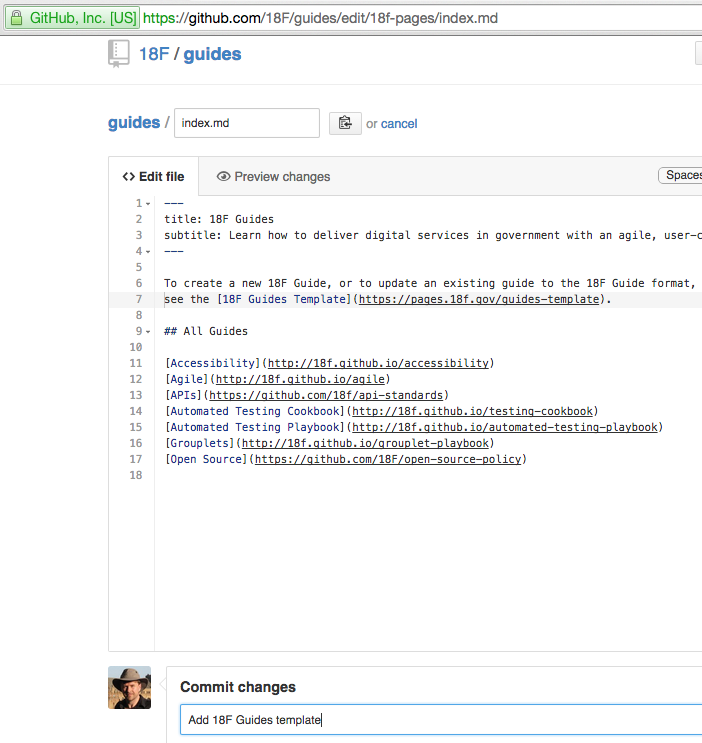 GitHub, Inc. [US] https://github.com/18F/guides/edit/18f-pages/index.md
18F / guides
guides / index.md or cancel
<> Edit file Preview changes Spaces
1 ---
2 title: 18F Guides
3 subtitle: Learn how to deliver digital services in government with an agile, user-c
4 ---
5
6 To create a new 18F Guide, or to update an existing guide to the 18F Guide format,
7 see the [18F Guides Template](https://pages.18f.gov/guides-template).
8
9 ## All Guides
10
11 [Accessibility](http://18f.github.io/accessibility)
12 [Agile](http://18f.github.io/agile)
13 [APIs](https://github.com/18f/api-standards)
14 [Automated Testing Cookbook](http://18f.github.io/testing-cookbook)
15 [Automated Testing Playbook](http://18f.github.io/automated-testing-playbook)
16 [Grouplets](http://18f.github.io/grouplet-playbook)
17 [Open Source](https://github.com/18F/open-source-policy)
18
Commit changes
Add 18F Guides template